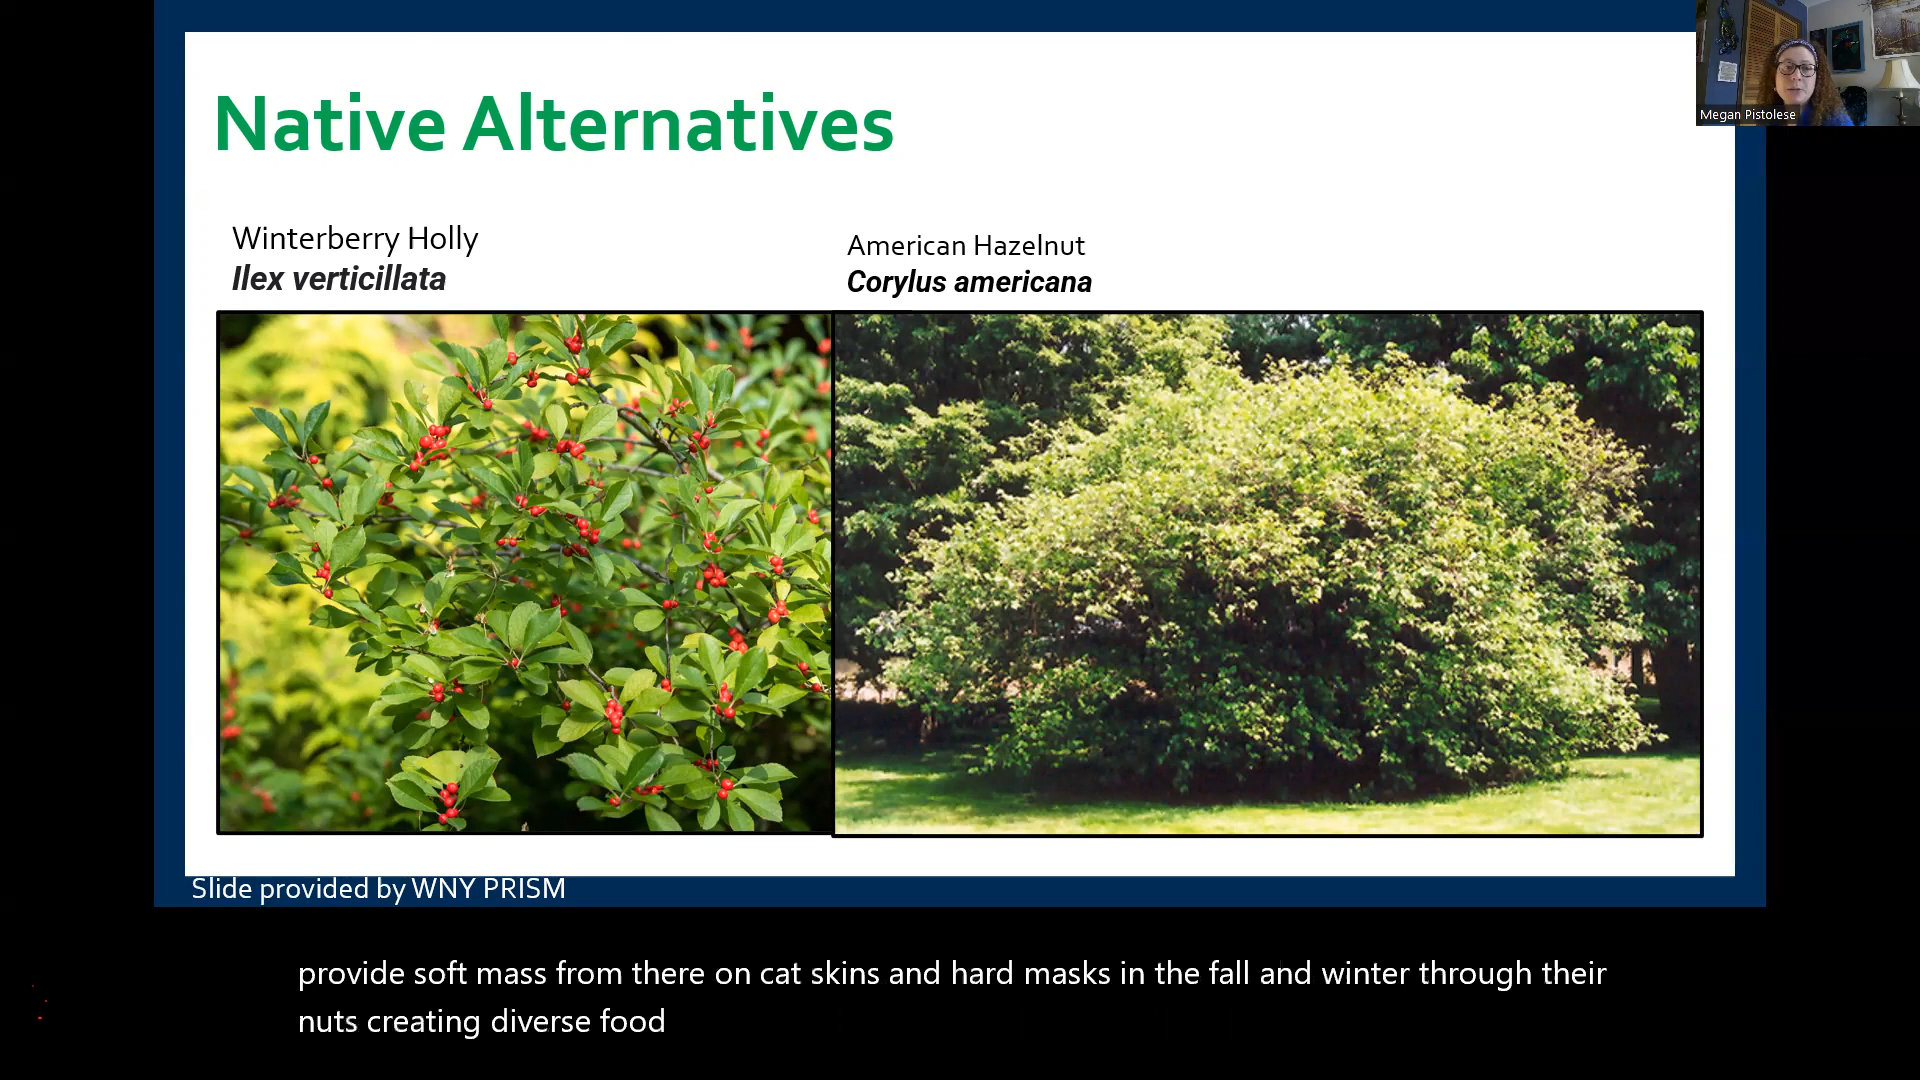 Native Alternatives
Winterberry Holly
Ilex verticillata
American Hazelnut
Corylus americana
Megan Pistolese
Slide provided by WNY PRISM
provide soft mass from there on cat skins and hard masks in the fall and winter through their
nuts creating diverse food